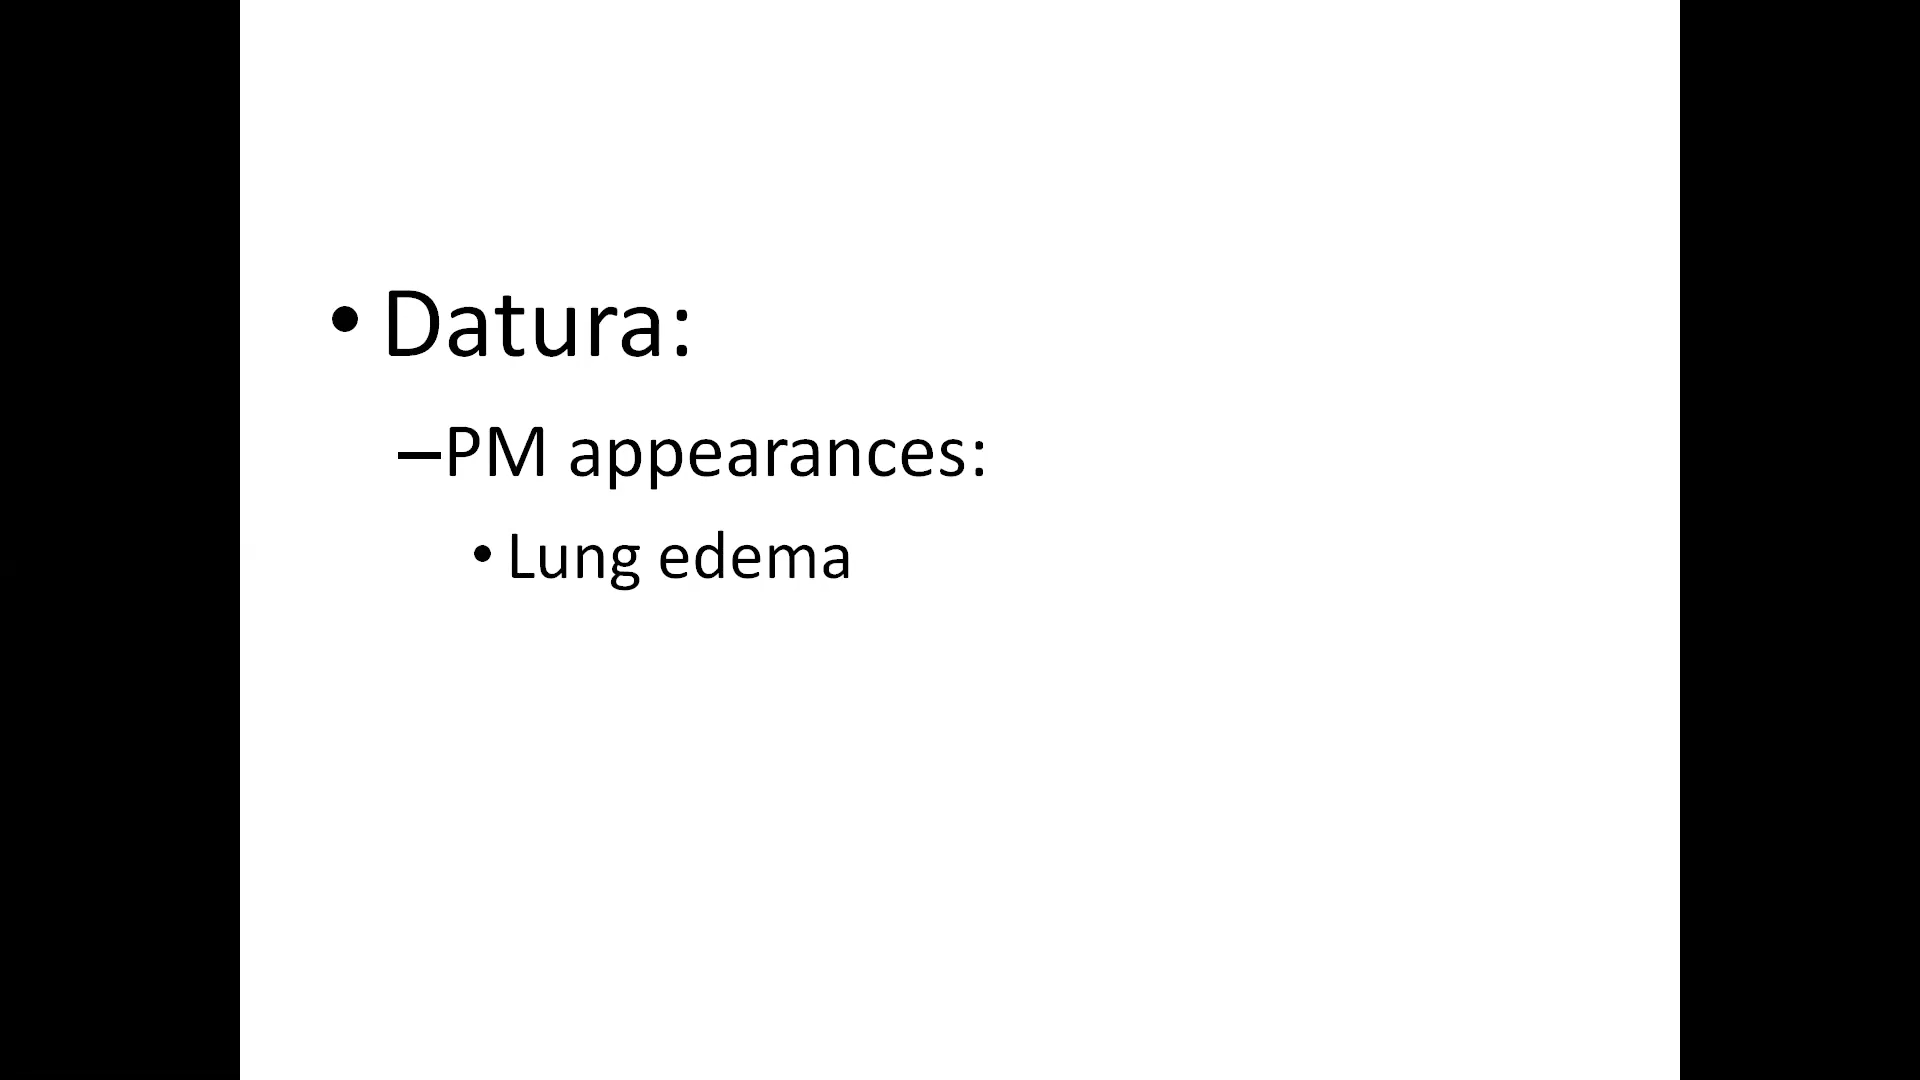 • Datura:
–PM appearances:
• Lung edema